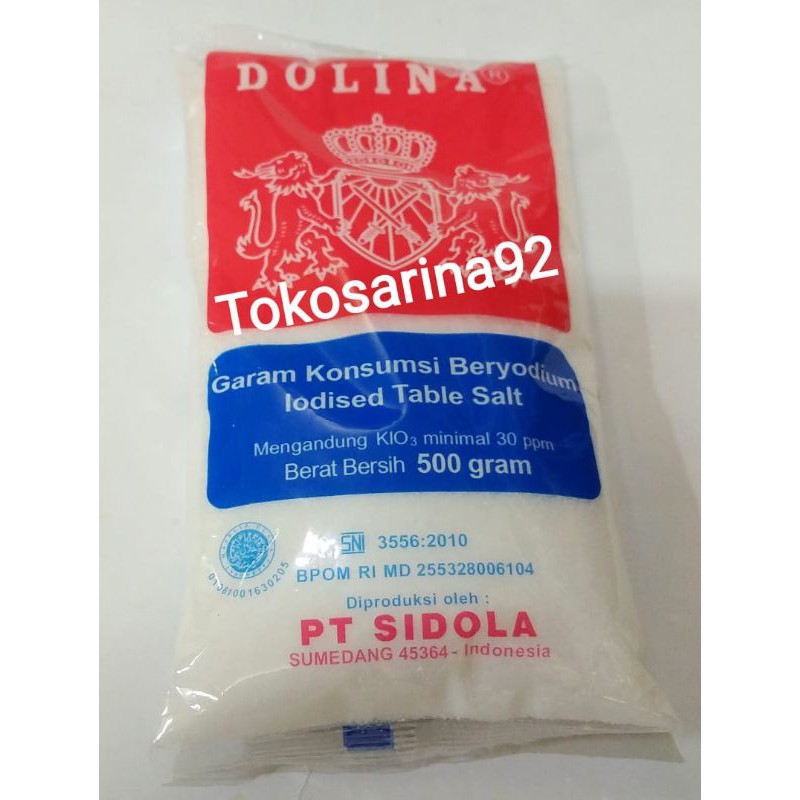 DOLINA®
Tokosarina92
Garam Konsumsi Beryodium
Iodised Table Salt
Mengandung KIO₃ minimal 30 ppm
Berat Bersih 500 gram
SNI 3556:2010
BPOM RI MD 255328006104
Diproduksi oleh :
PT SIDOLA
SUMEDANG 45364 - Indonesia